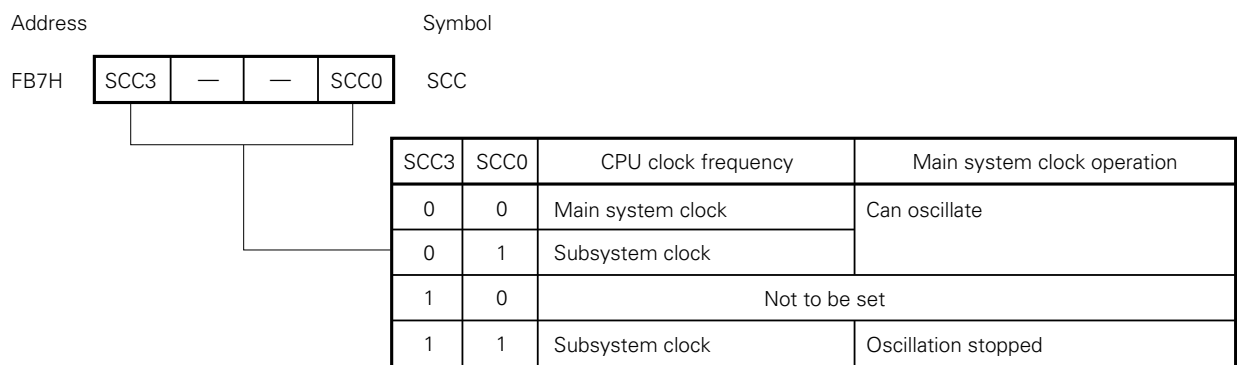 Address Symbol
FB7H SCC3 — — SCC0 SCC
SCC3 SCC0 CPU clock frequency Main system clock operation
0 0 Main system clock Can oscillate
0 1 Subsystem clock
1 0 Not to be set
1 1 Subsystem clock Oscillation stopped